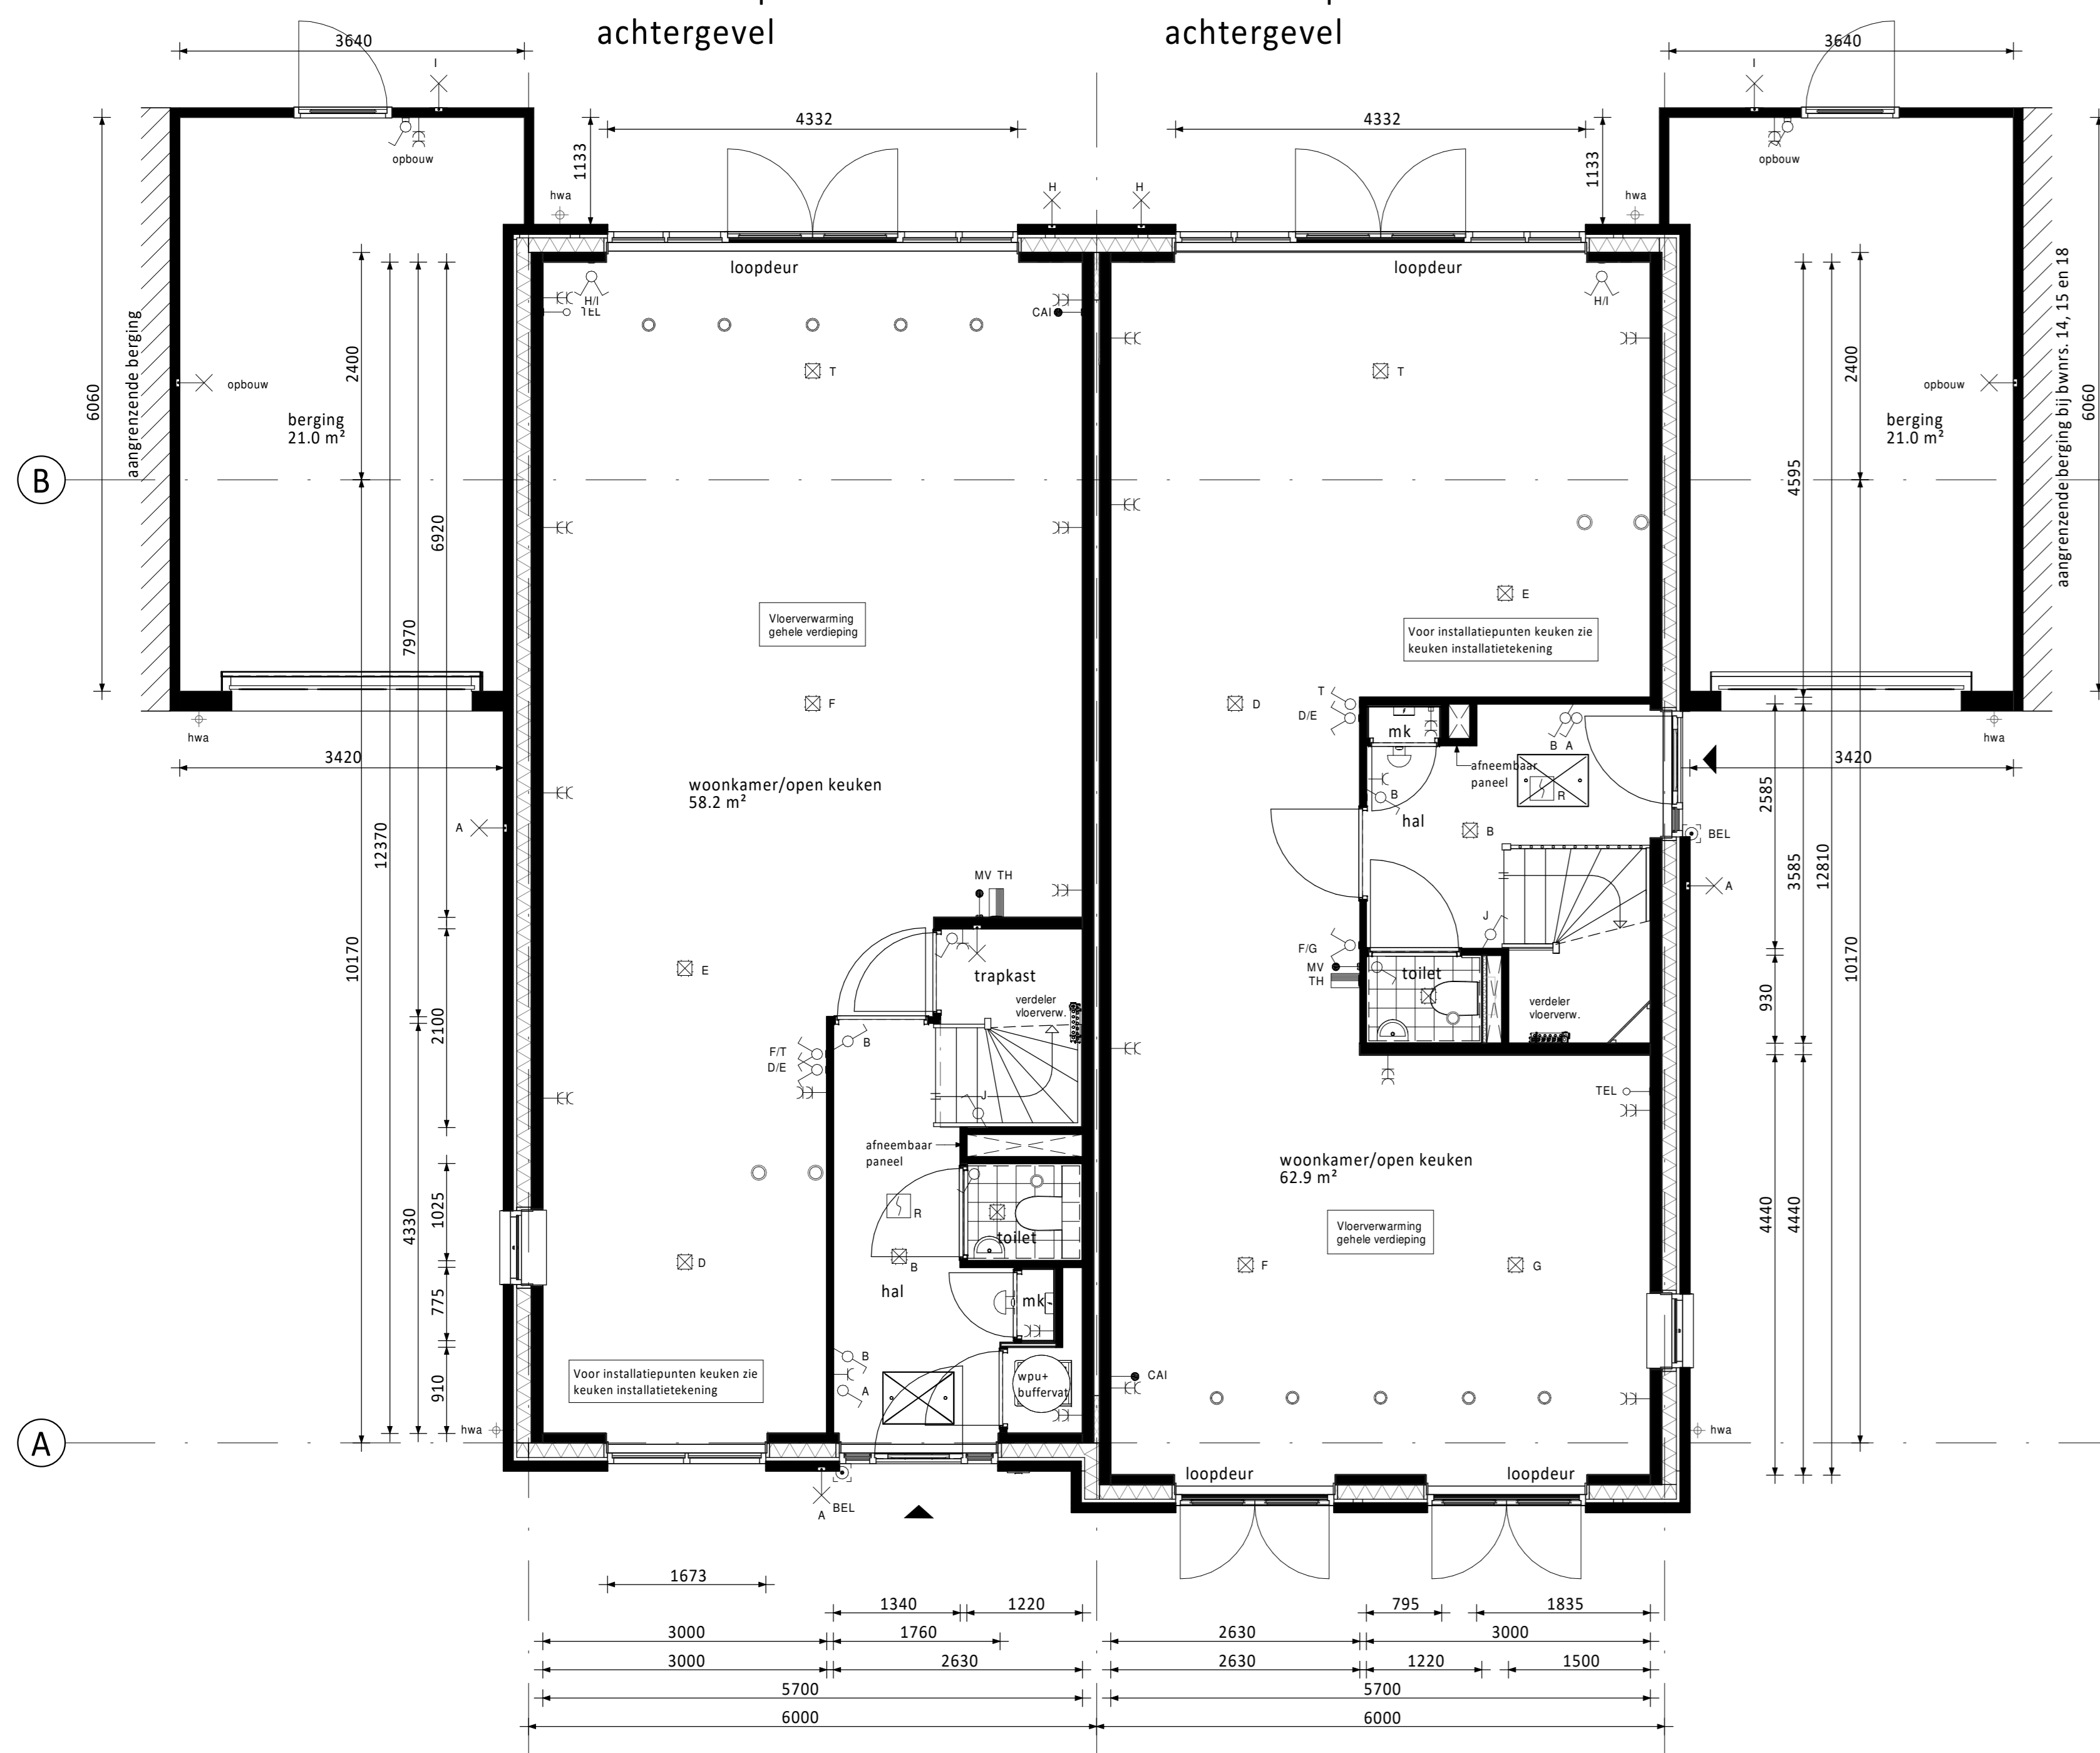 achtergevel
achtergevel
3640
3640
I
I
4332
4332
1133
1133
opbouw
opbouw
hwa
H
H
hwa
loopdeur
loopdeur
H/I
TEL
CAI
H/I
T
T
2400
2400
6060
aangrenzende berging
opbouw
opbouw
berging
21.0 m²
berging
21.0 m²
aangrenzende berging bij bwnrs. 14, 15 en 18
6060
B
6920
4595
7970
E
Vloerverwarming
gehele verdieping
Voor installatiepunten keuken zie
keuken installatietekening
F
D
T
D/E
mk
B A
hwa
hwa
3420
3420
afneembaar
paneel
R
woonkamer/open keuken
58.2 m²
B
hal
B
BEL
2585
A
12370
3585
12810
MV TH
A
J
F/G
MV
TH
toilet
10170
10170
E
trapkast
verdeler
vloerverw.
verdeler
vloerverw.
930
2100
B
F/T
D/E
J
TEL
afneembaar
paneel
woonkamer/open keuken
62.9 m²
1025
4330
R
toilet
Vloerverwarming
gehele verdieping
4440
4440
D
B
F
G
hal
mk
775
B
A
Voor installatiepunten keuken zie
keuken installatietekening
wpu+
buffervat
CAI
910
hwa
hwa
A
loopdeur
loopdeur
BEL
A
1673
1340
1220
795
1835
3000
1760
2630
3000
3000
2630
2630
1220
1500
5700
5700
6000
6000